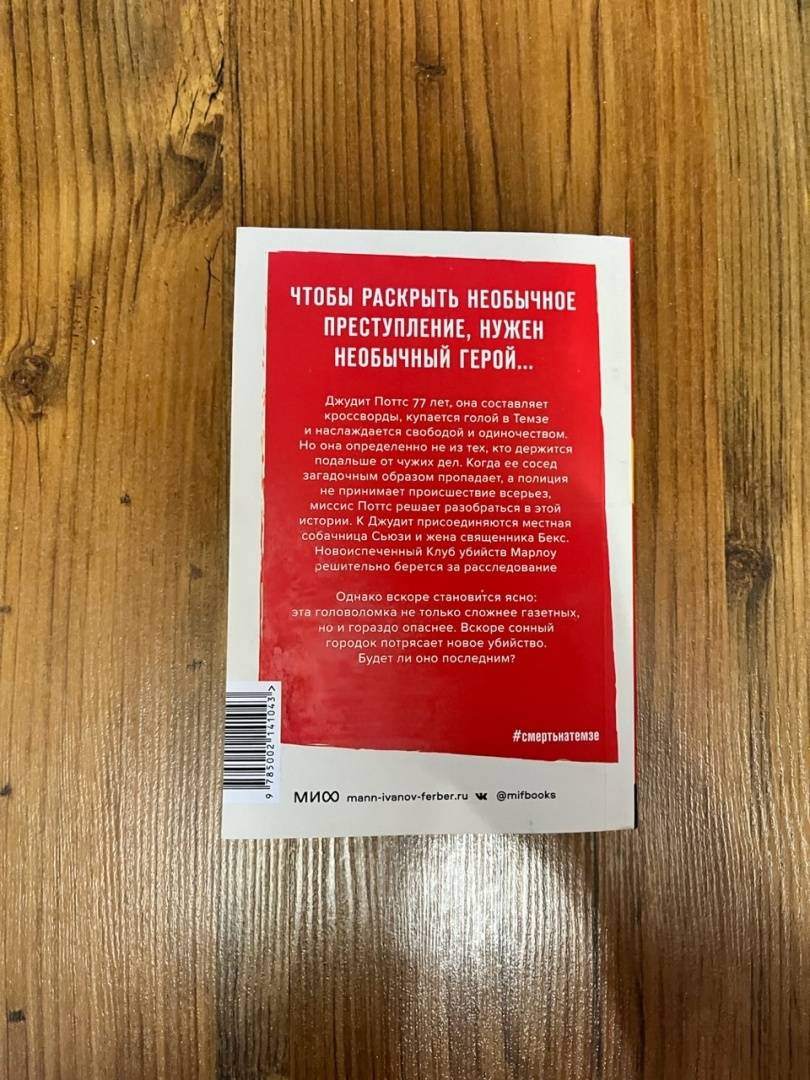 ЧТОБЫ РАСКРЫТЬ НЕОБЫЧНОЕ
ПРЕСТУПЛЕНИЕ, НУЖЕН
НЕОБЫЧНЫЙ ГЕРОЙ...
Джудит Поттс 77 лет, она составляет
кроссворды, купается голой в Темзе
и наслаждается свободой и одиночеством.
Но она определенно не из тех, кто держится
подальше от чужих дел. Когда ее сосед
загадочным образом пропадает, а полиция
не принимает происшествие всерьез,
миссис Поттс решает разобраться в этой
истории. К Джудит присоединяются местная
собачница Сьюзи и жена священника Бекс.
Новоиспеченный Клуб убийств Марлоу
решительно берется за расследование
Однако вскоре становится ясно:
эта головоломка не только сложнее газетных,
но и гораздо опаснее. Вскоре сонный
городок потрясает новое убийство.
Будет ли оно последним?
#смертьнатемзе
9 785002 141043 >
МИФ mann-ivanov-ferber.ru @mifbooks